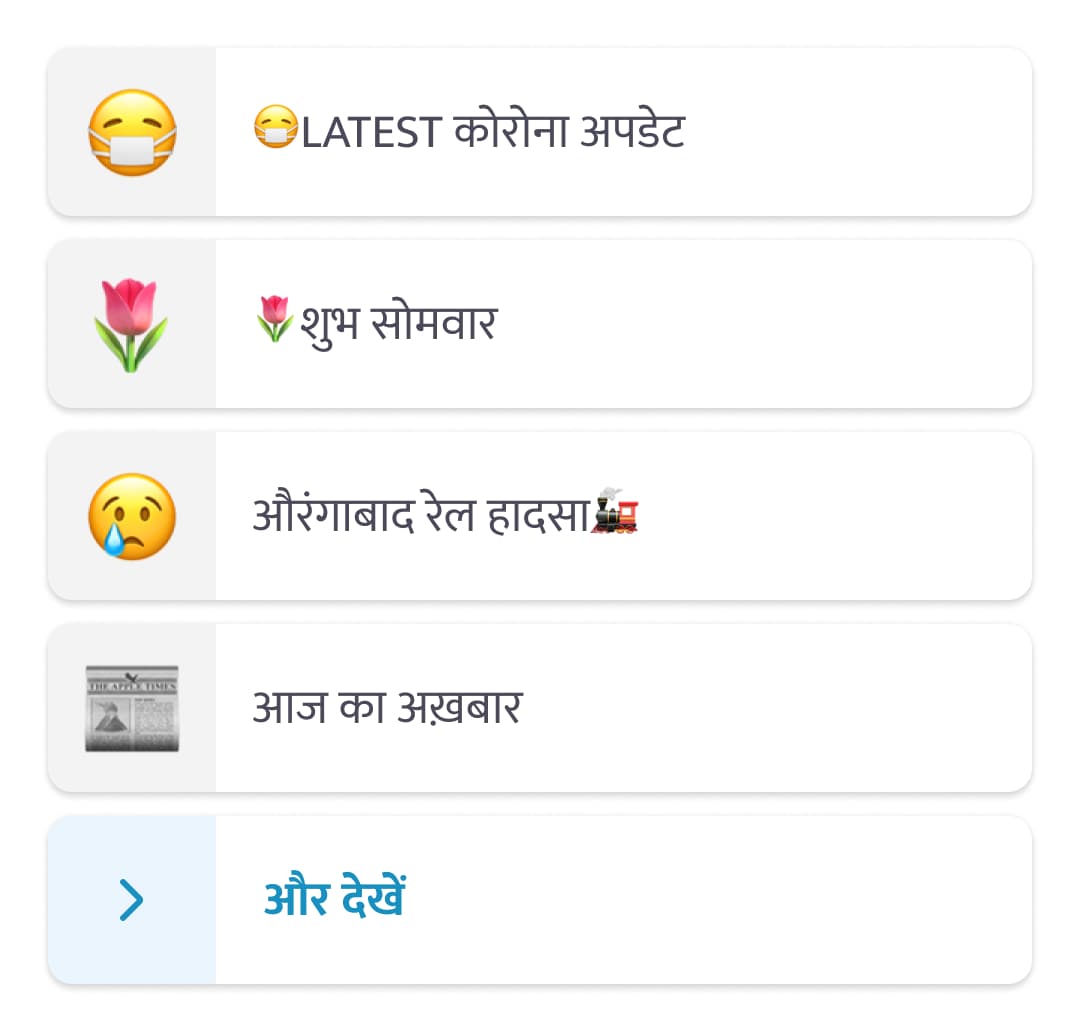 😷LATEST कोरोना अपडेट
🌷शुभ सोमवार
औरंगाबाद रेल हादसा🚂
THE APPLE TIMES
आज का अख़बार
और देखें